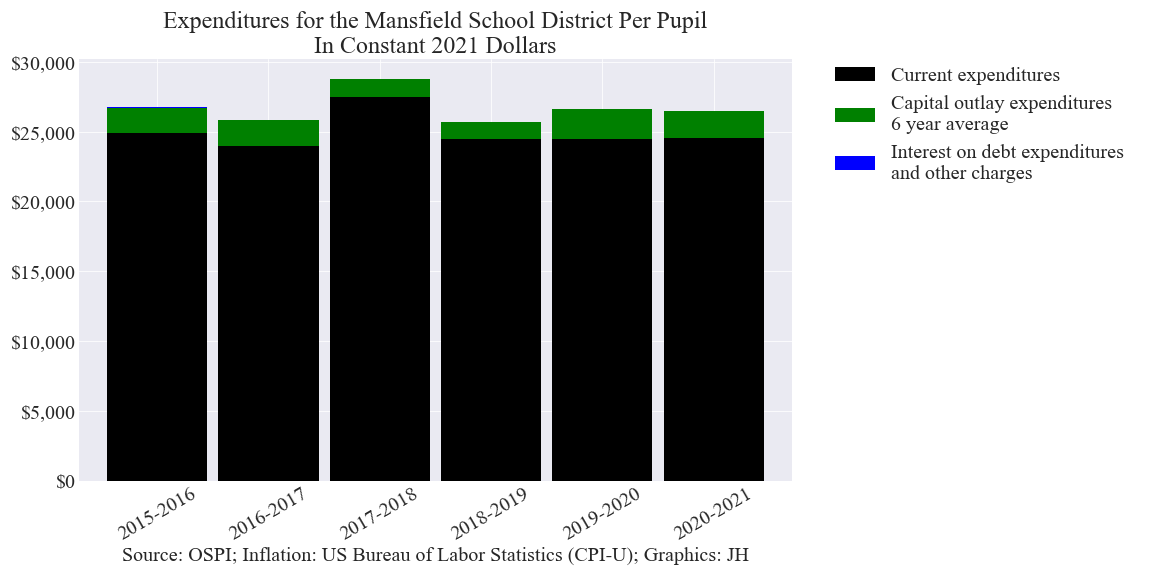 Expenditures for the Mansfield School District Per Pupil
In Constant 2021 Dollars
$30,000
$25,000
$20,000
$15,000
$10,000
$5,000
$0
2015-2016
2016-2017
2017-2018
2018-2019
2019-2020
2020-2021
Current expenditures
Capital outlay expenditures
6 year average
Interest on debt expenditures
and other charges
Source: OSPI; Inflation: US Bureau of Labor Statistics (CPI-U); Graphics: JH